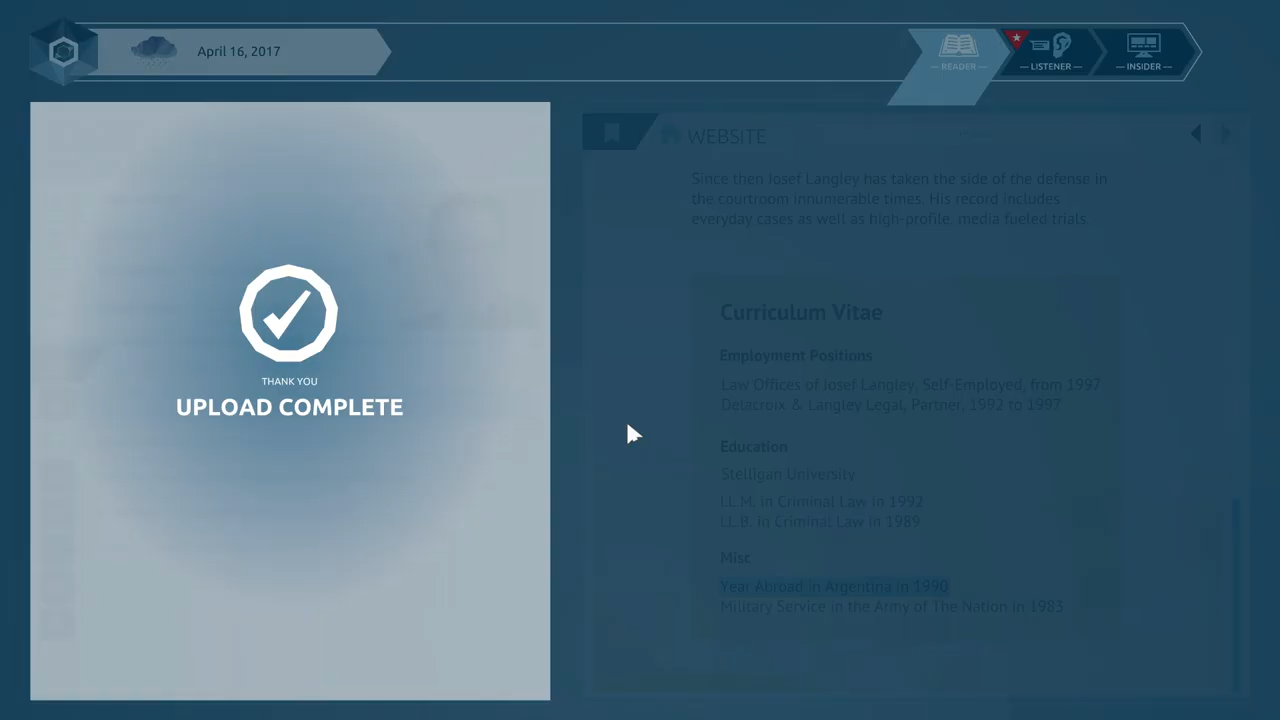 April 16, 2017
— READER —
— LISTENER —
— INSIDER —
THANK YOU
UPLOAD COMPLETE
WEBSITE
Since then Josef Langley has taken the side of the defense in
the courtroom innumerable times. His record includes
everyday cases as well as high-profile, media fueled trials.
Curriculum Vitae
Employment Positions
Law Offices of Josef Langley, Self-Employed, from 1997
Delacroix & Langley Legal, Partner, 1992 to 1997
Education
Stelligan University
LL.M. in Criminal Law in 1992
LL.B. in Criminal Law in 1989
Misc
Year Abroad in Argentina in 1990
Military Service in the Army of The Nation in 1983